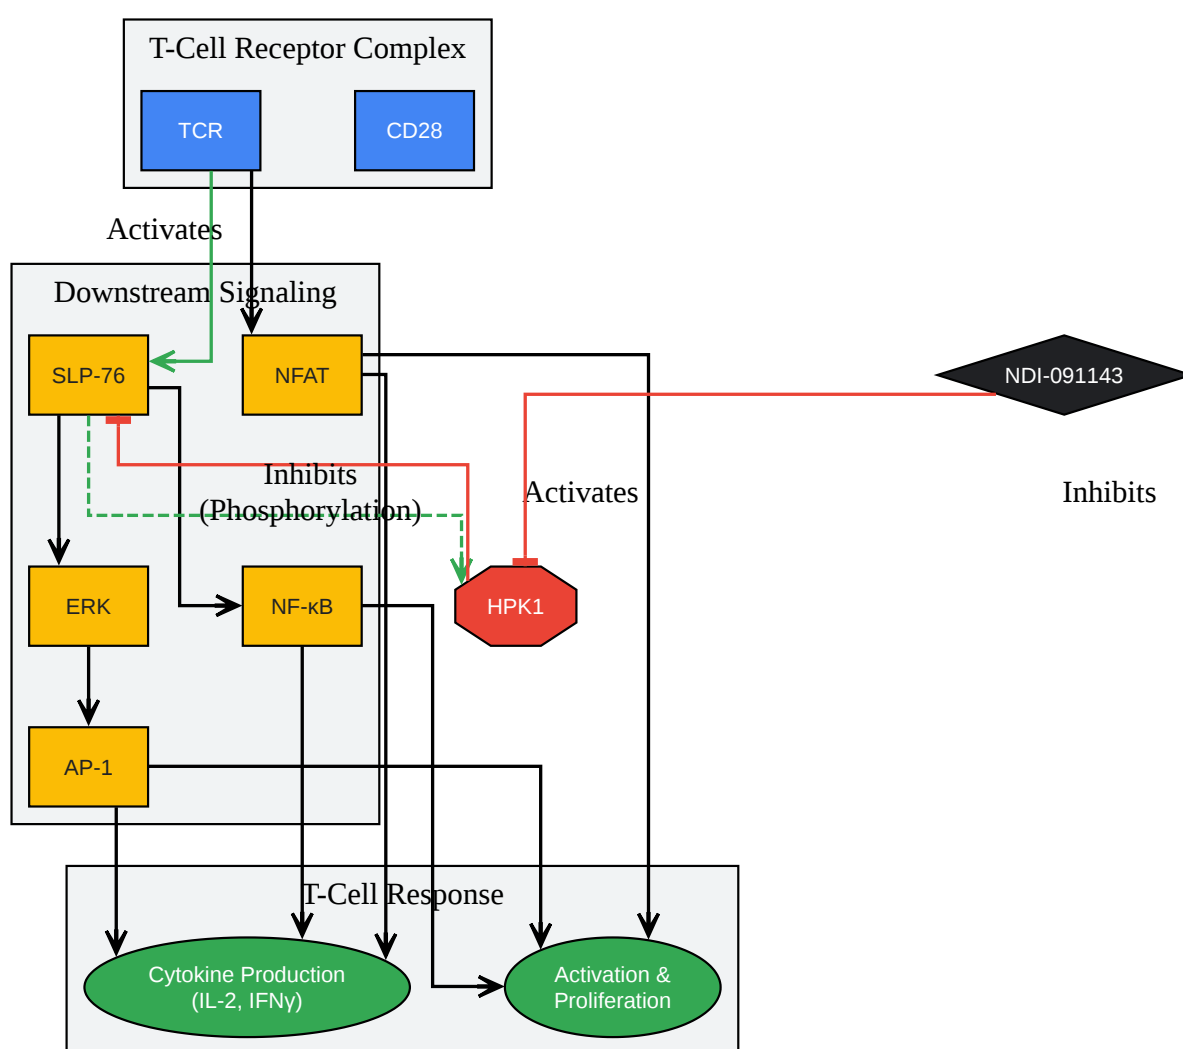 T-Cell Receptor Complex
TCR
CD28
Activates
Downstream Signaling
SLP-76
NFAT
NDI-091143
Inhibits
(Phosphorylation)
Activates
Inhibits
ERK
NF-κB
HPK1
AP-1
T-Cell Response
Cytokine Production
(IL-2, IFNγ)
Activation &
Proliferation